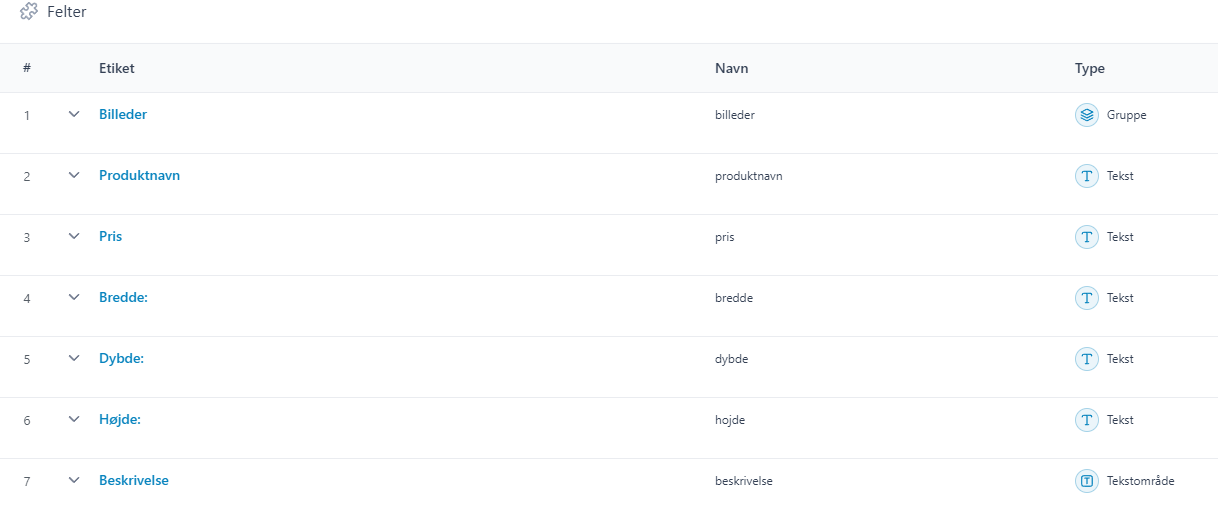 Felter
# Etiket Navn Type
1 Billeder billeder Gruppe
2 Produktnavn produktnavn Tekst
3 Pris pris Tekst
4 Bredde: bredde Tekst
5 Dybde: dybde Tekst
6 Højde: hojde Tekst
7 Beskrivelse beskrivelse Tekstområde